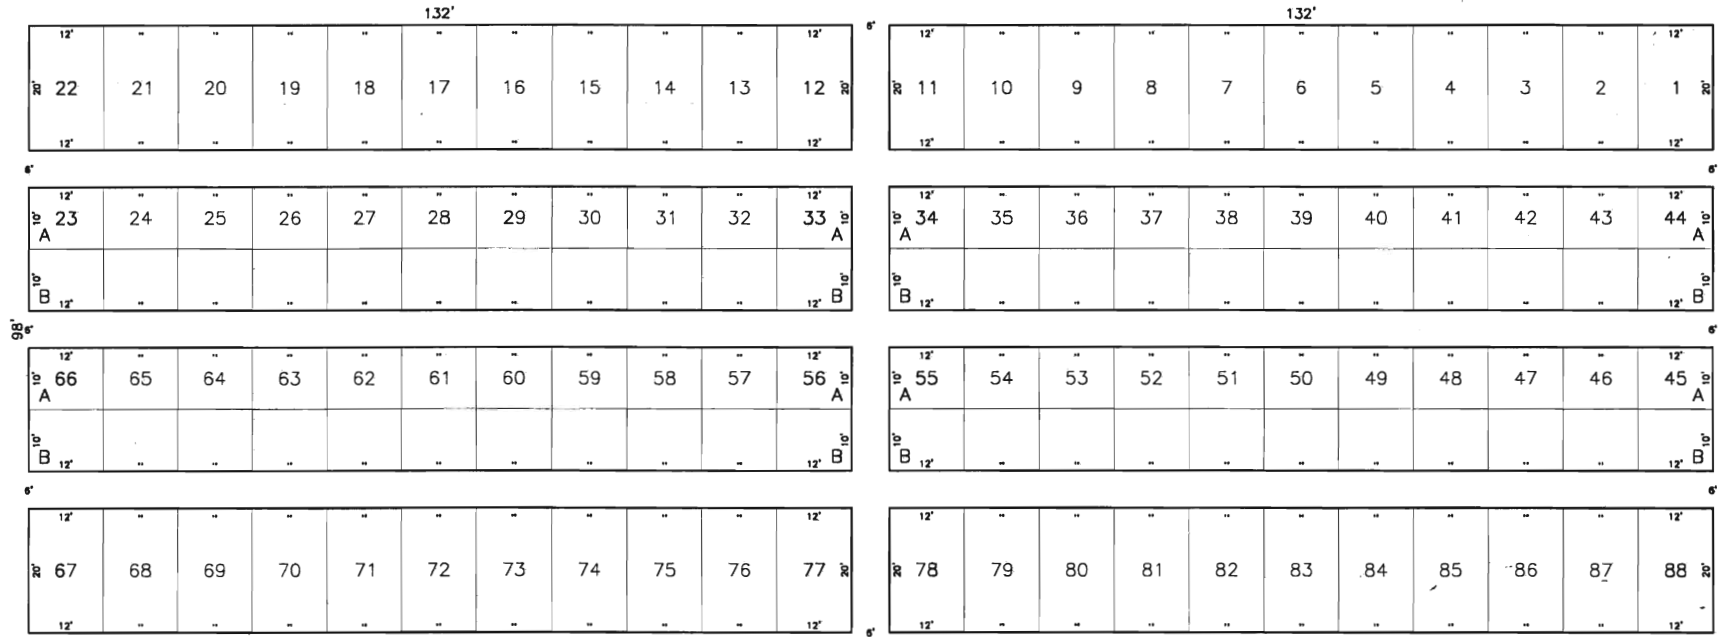 132' 132'
12' " " " " " " " " " 12' 6' 12' " " " " " " " " " 12'
20' 22 21 20 19 18 17 16 15 14 13 12 20' 20' 11 10 9 8 7 6 5 4 3 2 1 20'
12' " " " " " " " " " 12' 12' " " " " " " " " " 12'
6' 6'
12' " " " " " " " " " 12' 12' " " " " " " " " " 12'
10' 23 24 25 26 27 28 29 30 31 32 33 10' 10' 34 35 36 37 38 39 40 41 42 43 44 10'
A A A A
10' 10' 10' 10'
B 12' " " " " " " " " " 12' B B 12' " " " " " " " " " 12' B
98' 6' 6'
12' " " " " " " " " " 12' 12' " " " " " " " " " 12'
10' 66 65 64 63 62 61 60 59 58 57 56 10' 10' 55 54 53 52 51 50 49 48 47 46 45 10'
A A A A
10' 10' 10' 10'
B 12' " " " " " " " " " 12' B B 12' " " " " " " " " " 12' B
6' 6'
12' " " " " " " " " " 12' 12' " " " " " " " " " 12'
20' 67 68 69 70 71 72 73 74 75 76 77 20' 20' 78 79 80 81 82 83 84 85 86 87 88 20'
12' " " " " " " " " " 12' 6' 12' " " " " " " " " " 12'